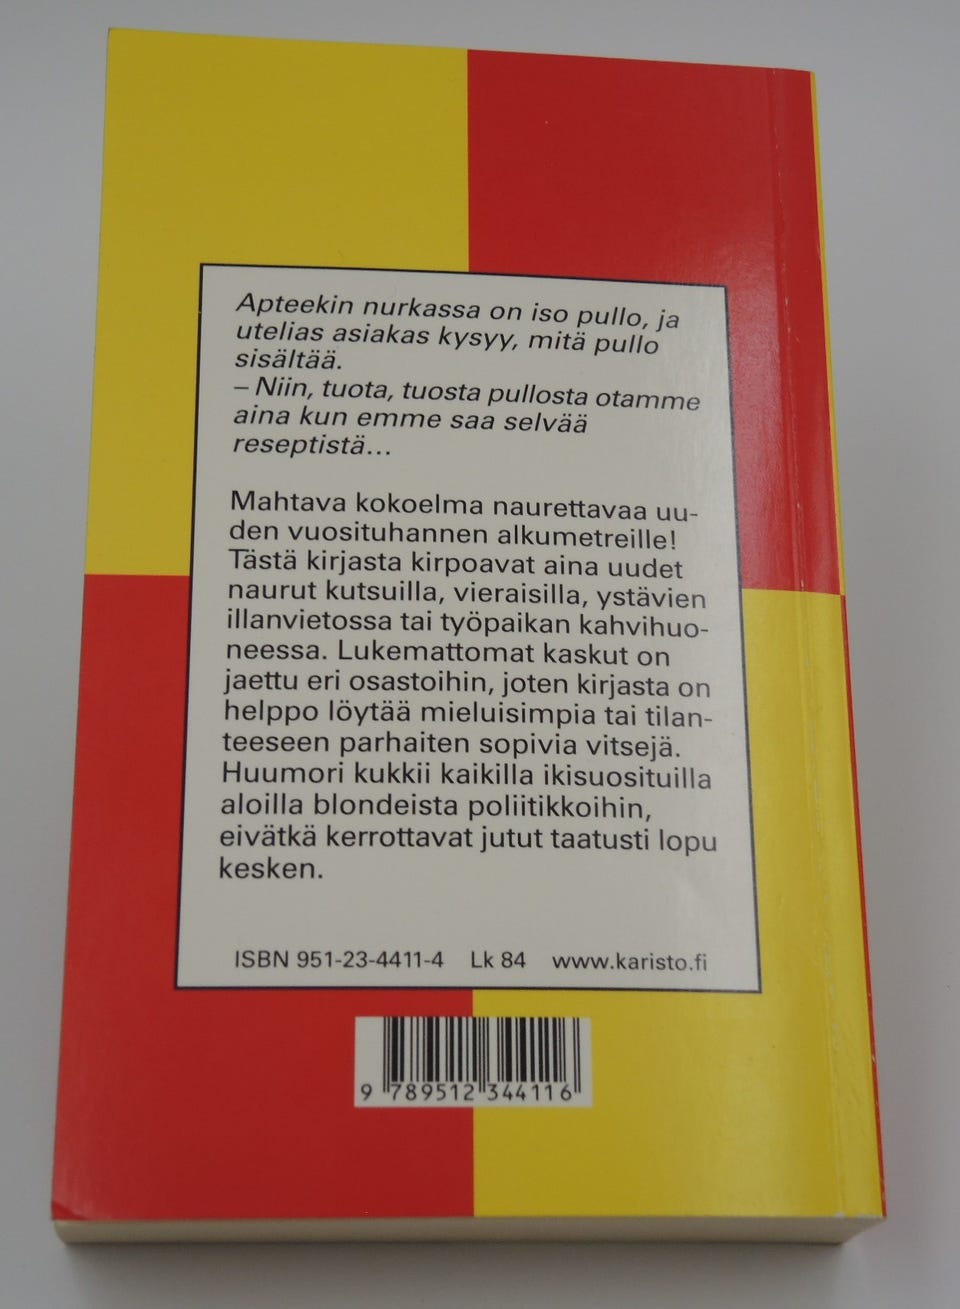 Apteekin nurkassa on iso pullo, ja
utelias asiakas kysyy, mitä pullo
sisältää.
– Niin, tuota, tuosta pullosta otamme
aina kun emme saa selvää
reseptistä...
Mahtava kokoelma naurettavaa uu-
den vuosituhannen alkumetreille!
Tästä kirjasta kirpoavat aina uudet
naurut kutsuilla, vieraisilla, ystävien
illanvietossa tai työpaikan kahvihuo-
neessa. Lukemattomat kaskut on
jaettu eri osastoihin, joten kirjasta on
helppo löytää mieluisimpia tai tilan-
teeseen parhaiten sopivia vitsejä.
Huumori kukkii kaikilla ikisuosituilla
aloilla blondeista poliitikkoihin,
eivätkä kerrottavat jutut taatusti lopu
kesken.
ISBN 951-23-4411-4 Lk 84 www.karisto.fi
9 789512 344116